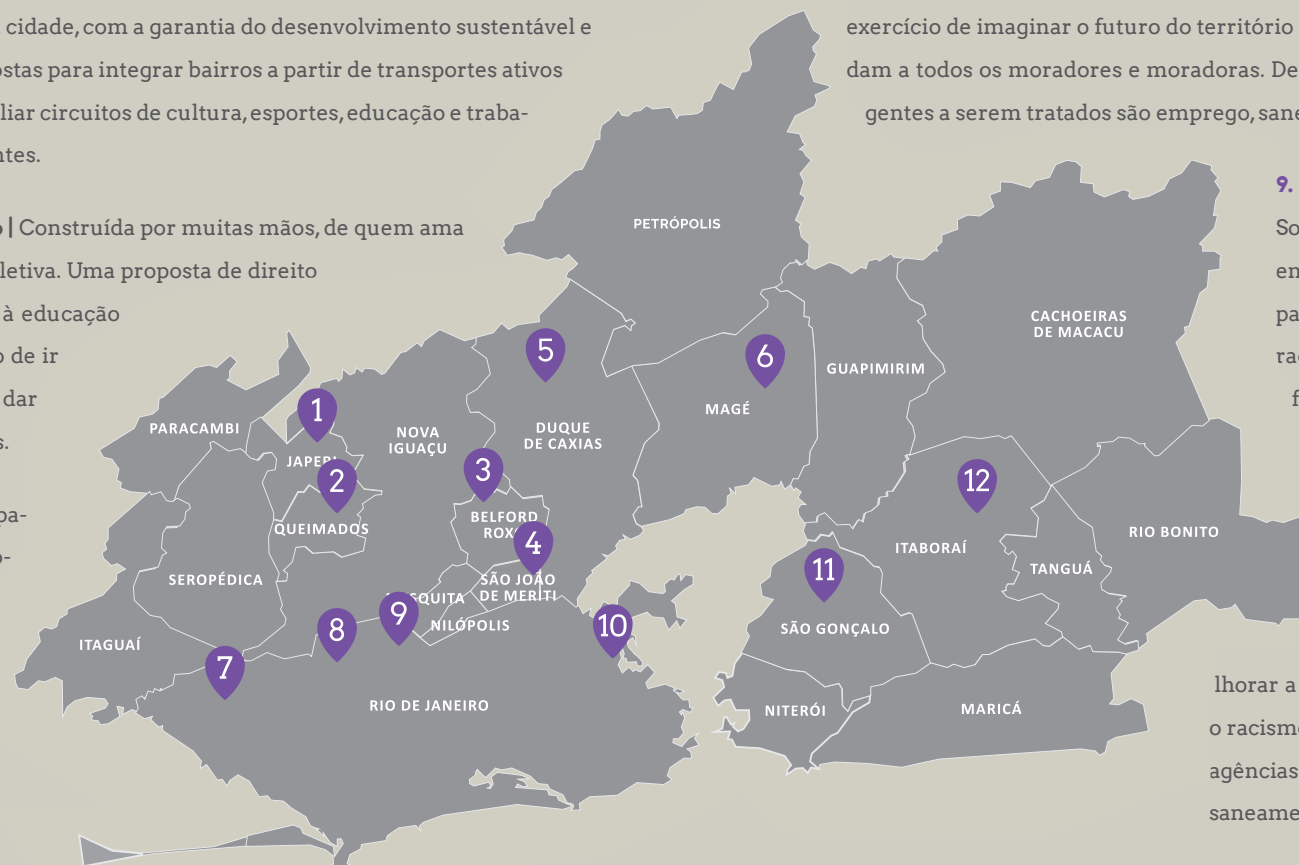 cidade, com a garantia do desenvolvimento sustentável e
ostas para integrar bairros a partir de transportes ativos
liar circuitos de cultura, esportes, educação e traba-
ntes.
o | Construída por muitas mãos, de quem ama
letiva. Uma proposta de direito
à educação
o de ir
dar
s.
pa-
o-
exercício de imaginar o futuro do território
dam a todos os moradores e moradoras. De
gentes a serem tratados são emprego, sane
9.
So
en
pa
ra
f
lhorar a
o racism
agências
saneame
PETRÓPOLIS
CACHOEIRAS
DE MACACU
5
6
GUAPIMIRIM
1
MAGÉ
PARACAMBI
NOVA
IGUAÇU
DUQUE
DE CAXIAS
JAPERI
2
3
12
QUEIMADOS
BELFORD
ROXO
4
ITABORAÍ
RIO BONITO
SEROPÉDICA
SÃO JOÃO
DE MERITI
11
TANGUÁ
MESQUITA
9
NILÓPOLIS
10
8
SÃO GONÇALO
ITAGUAÍ
7
RIO DE JANEIRO
NITERÓI
MARICÁ